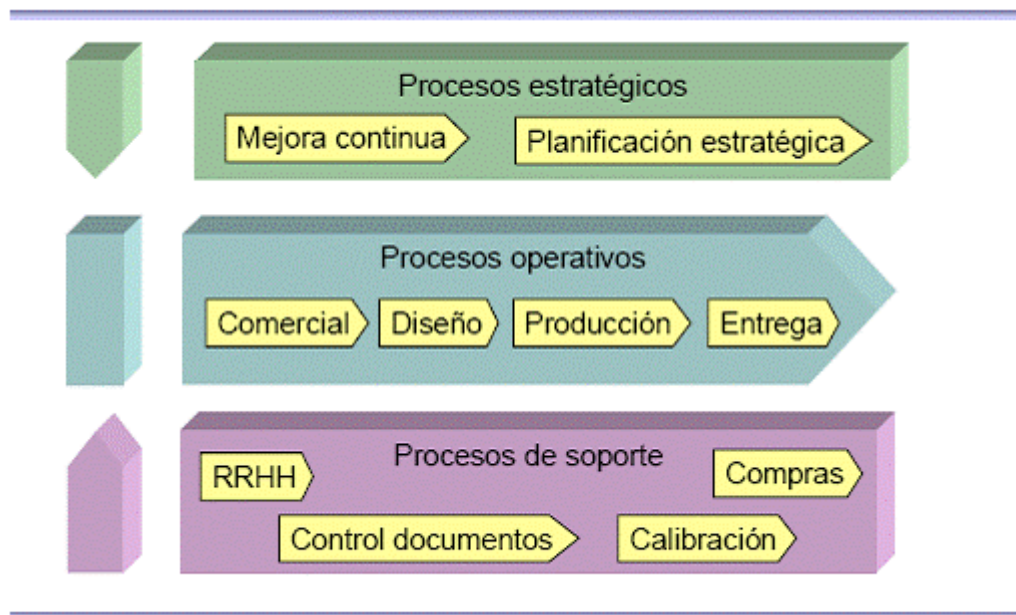 Procesos estratégicos
Mejora continua
Planificación estratégica
Procesos operativos
Comercial
Diseño
Producción
Entrega
Procesos de soporte
RRHH
Compras
Control documentos
Calibración